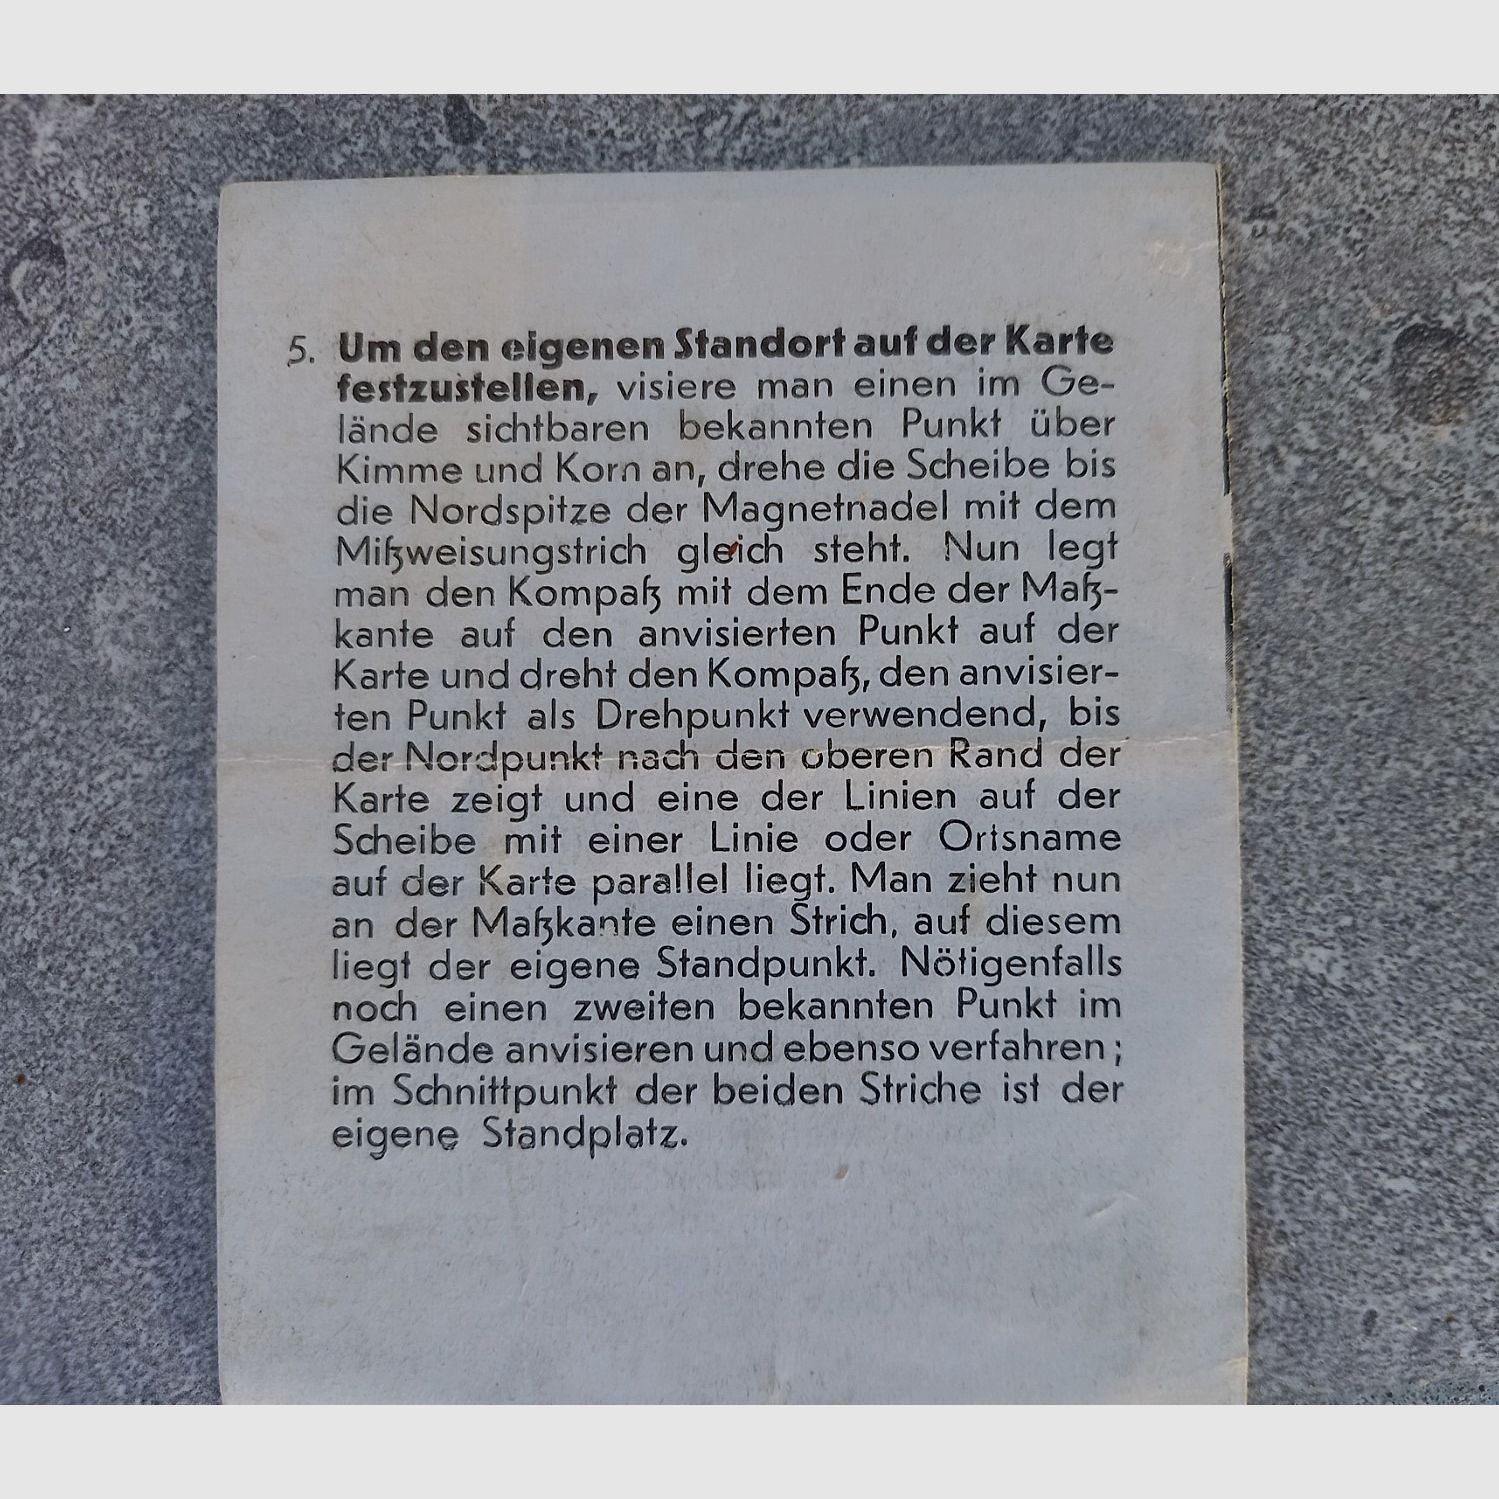 5. Um den eigenen Standort auf der Karte
festzustellen, visiere man einen im Ge-
lände sichtbaren bekannten Punkt über
Kimme und Korn an, drehe die Scheibe bis
die Nordspitze der Magnetnadel mit dem
Mißweisungstrich gleich steht. Nun legt
man den Kompaß mit dem Ende der Maß-
kante auf den anvisierten Punkt auf der
Karte und dreht den Kompaß, den anvisier-
ten Punkt als Drehpunkt verwendend, bis
der Nordpunkt nach den oberen Rand der
Karte zeigt und eine der Linien auf der
Scheibe mit einer Linie oder Ortsname
auf der Karte parallel liegt. Man zieht nun
an der Maßkante einen Strich, auf diesem
liegt der eigene Standpunkt. Nötigenfalls
noch einen zweiten bekannten Punkt im
Gelände anvisieren und ebenso verfahren;
im Schnittpunkt der beiden Striche ist der
eigene Standplatz.